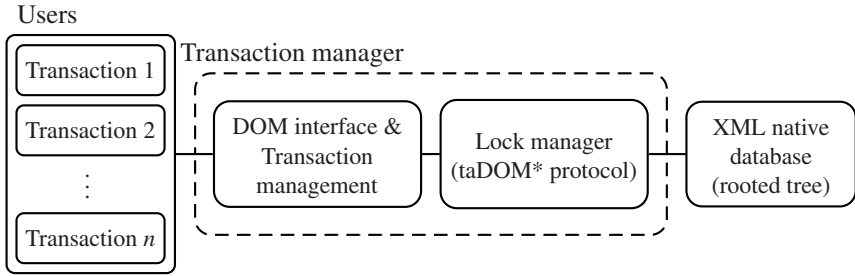 Users
Transaction manager
Transaction 1
Transaction 2
⋮
Transaction n
DOM interface &
Transaction
management
Lock manager
(taDOM* protocol)
XML native
database
(rooted tree)